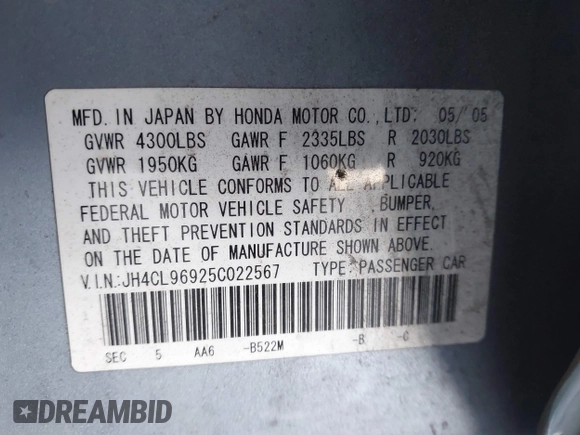 MFD. IN JAPAN BY HONDA MOTOR CO.,LTD. 05/ 05
GVWR 4300LBS GAWR F 2335LBS R 2030LBS
GVWR 1950KG GAWR F 1060KG R 920KG
THIS VEHICLE CONFORMS TO ALL APPLICABLE
FEDERAL MOTOR VEHICLE SAFETY BUMPER,
AND THEFT PREVENTION STANDARDS IN EFFECT
ON THE DATE OF MANUFACTURE SHOWN ABOVE.
V.I.N.:JH4CL96925C022567 TYPE:PASSENGER CAR
SEC 5 AA6 -B522M -B -C
DREAMBID